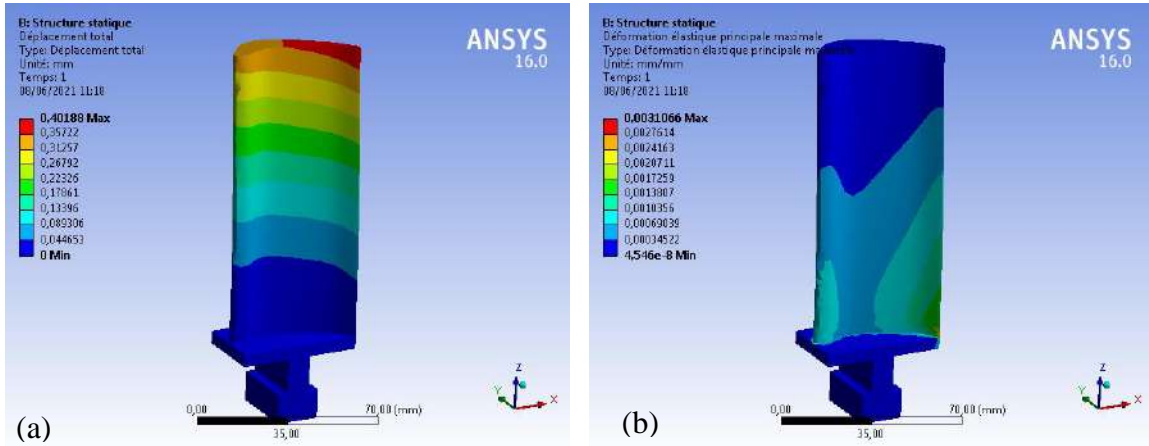 B: Structure statique
Déplacement total
Type: Déplacement total
Unité: mm
Temps: 1
08/06/2021 11:18
ANSYS
16.0
0,40188 Max
0,35722
0,31257
0,26792
0,22326
0,17861
0,13396
0,089306
0,044653
0 Min
Z
Y
X
0,00
70,00 (mm)
35,00
(a)
B: Structure statique
Déformation élastique principale maximale
Type: Déformation élastique principale maximale
Unité: mm/mm
Temps: 1
08/06/2021 11:18
ANSYS
16.0
0,0031066 Max
0,0027614
0,0024163
0,0020711
0,0017259
0,0013807
0,0010356
0,00069039
0,00034522
4,546e-8 Min
Z
Y
X
0,00
70,00 (mm)
35,00
(b)